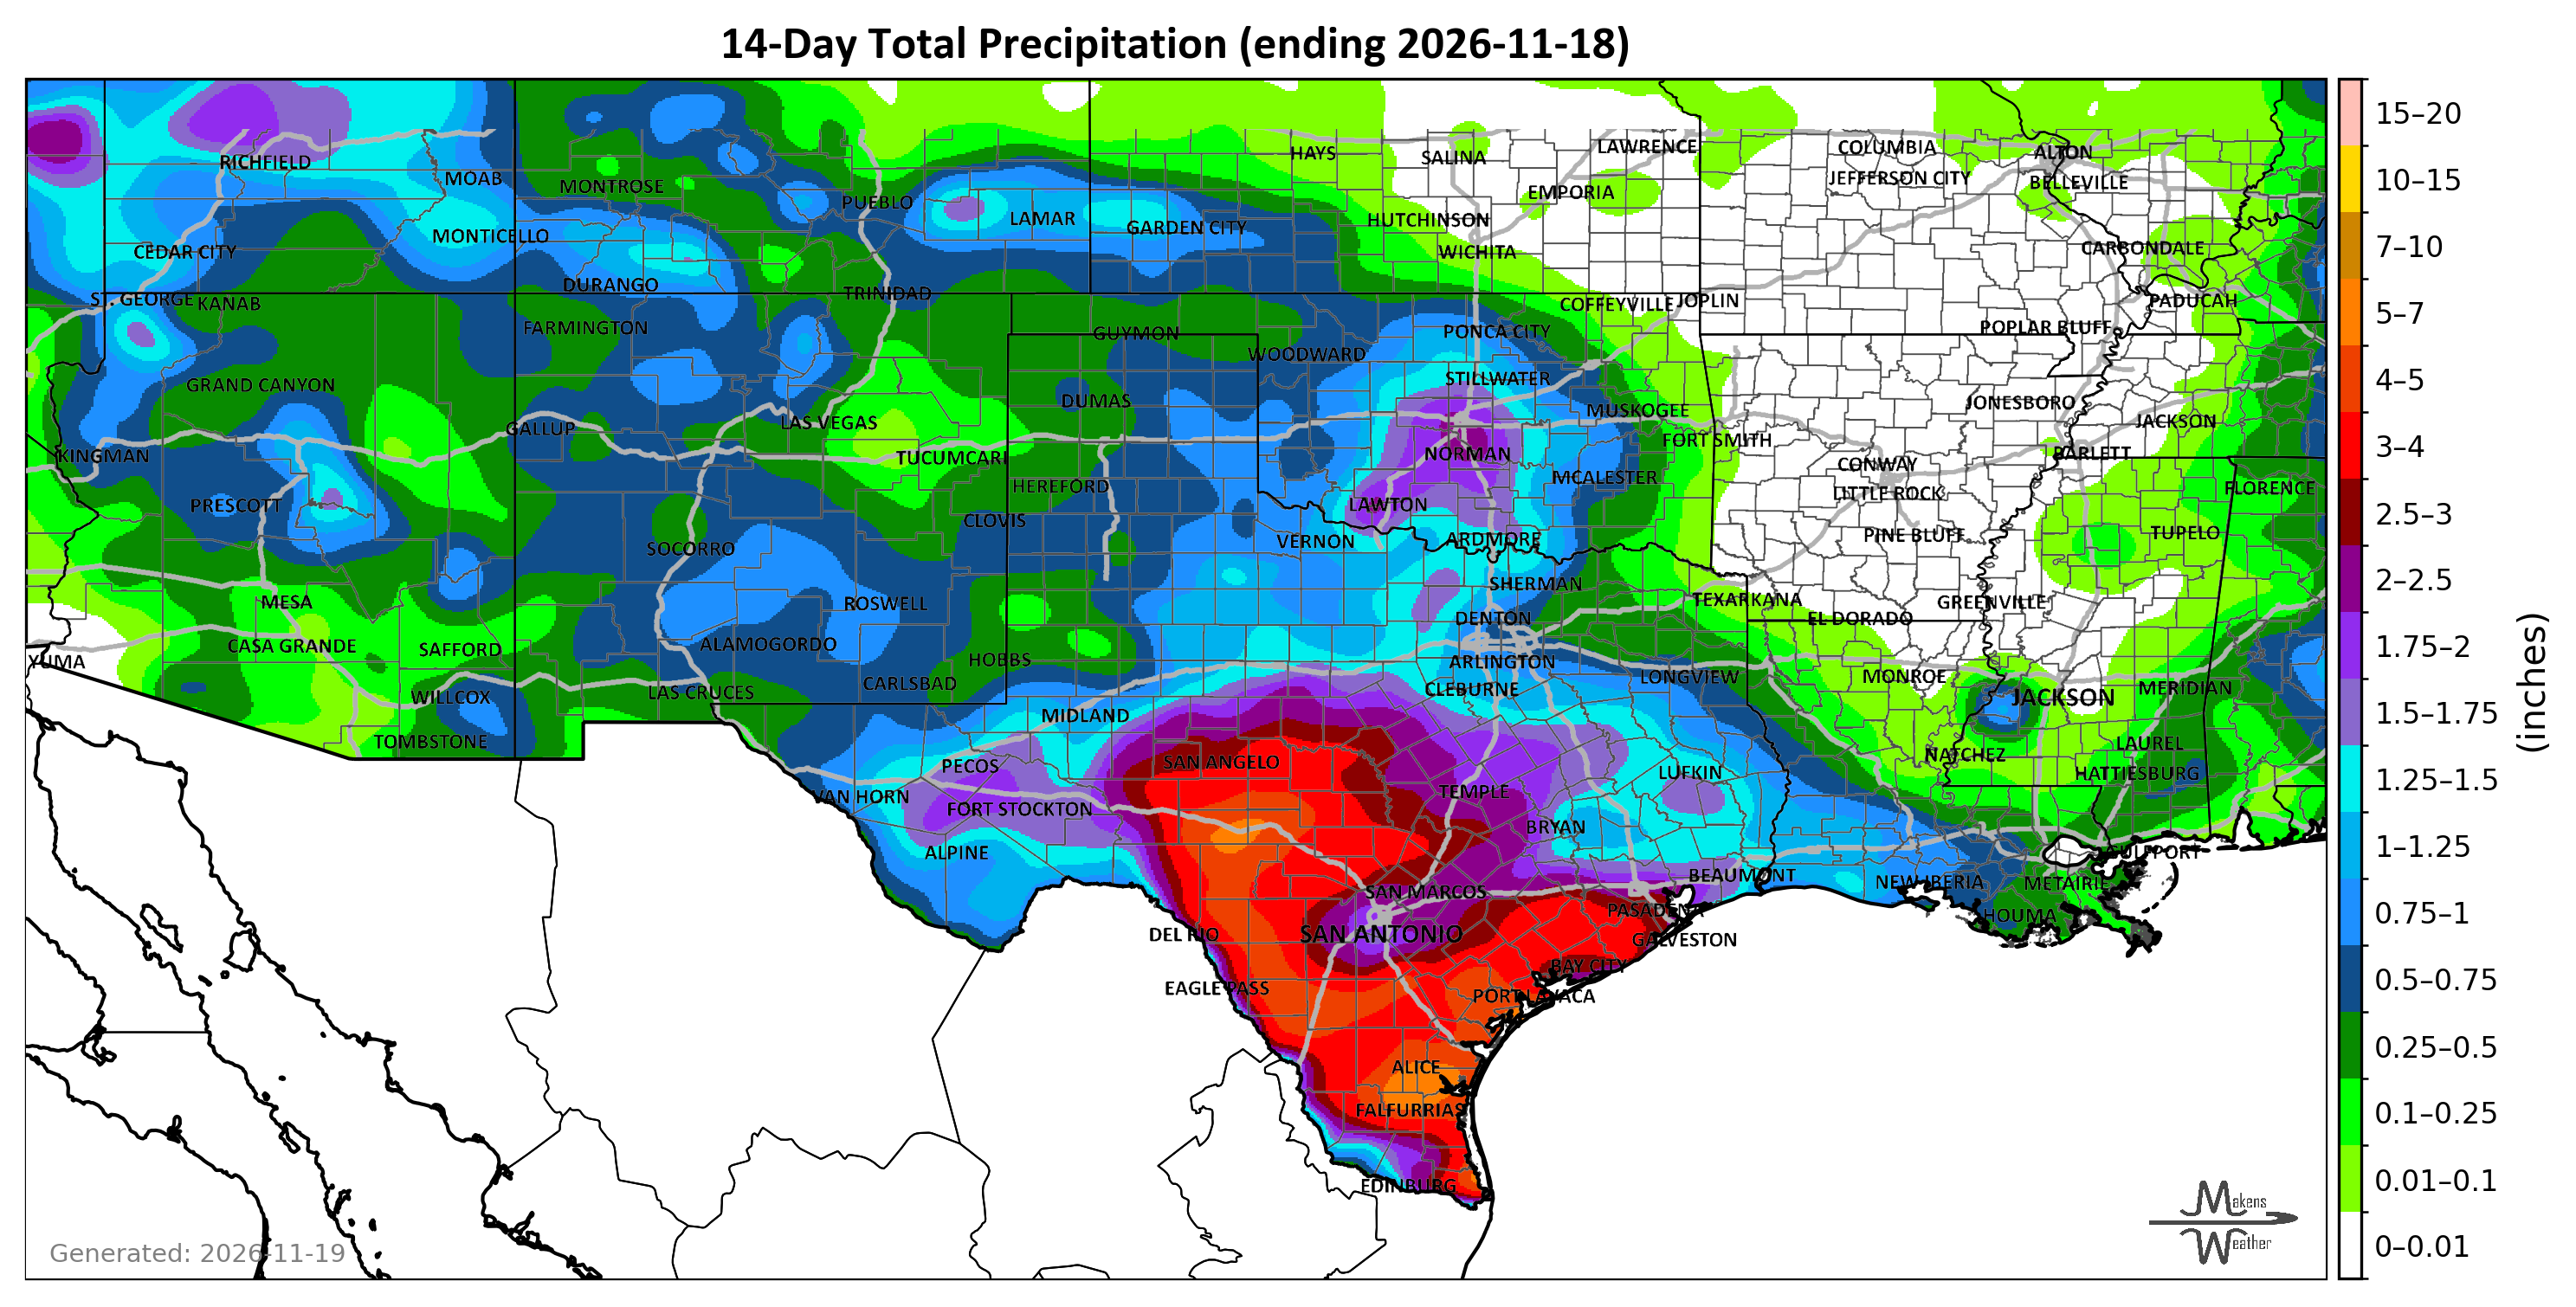 14-Day Total Precipitation (ending 2026-11-18)
HAYS
SALINA
LAWRENCE
COLUMBIA
ALTON
RICHFIELD
MOAB
MONTROSE
PUEBLO
LAMAR
EMPORIA
JEFFERSON CITY
BELLEVILLE
CEDAR CITY
MONTICELLO
GARDEN CITY
HUTCHINSON
WICHITA
CARBONDALE
DURANGO
TRINIDAD
ST. GEORGE
KANAB
COFFEYVILLE
JOPLIN
PADUCAH
FARMINGTON
GUYMON
PONCA CITY
POPLAR BLUFF
WOODWARD
GRAND CANYON
STILLWATER
DUMAS
MUSKOGEE
JONESBORO
JACKSON
GALLUP
LAS VEGAS
FORT SMITH
KINGMAN
TUCUMCARI
NORMAN
CONWAY
BARLETT
PRESCOTT
HEREFORD
LAWTON
MCALESTER
LITTLE ROCK
FLORENCE
CLOVIS
SOCORRO
VERNON
ARDMORE
PINE BLUFF
TUPELO
MESA
ROSWELL
SHERMAN
TEXARKANA
GREENVILLE
CASA GRANDE
SAFFORD
ALAMOGORDO
DENTON
EL DORADO
YUMA
HOBBS
ARLINGTON
WILLCOX
LAS CRUCES
CARLSBAD
CLEBURNE
LONGVIEW
MONROE
JACKSON
MERIDIAN
TOMBSTONE
MIDLAND
PECOS
SAN ANGELO
NATCHEZ
LAUREL
VAN HORN
FORT STOCKTON
TEMPLE
LUFKIN
HATTIESBURG
ALPINE
BRYAN
GULFPORT
SAN MARCOS
BEAUMONT
NEW IBERIA
METAIRIE
DEL RIO
SAN ANTONIO
PASADENA
GALVESTON
HOUMA
EAGLE PASS
BAY CITY
PORT LAVACA
ALICE
FALFURRIAS
EDINBURG
Generated: 2026-11-19
Makens
Weather
15–20
10–15
7–10
5–7
4–5
3–4
2.5–3
2–2.5
1.75–2
1.5–1.75
1.25–1.5
1–1.25
0.75–1
0.5–0.75
0.25–0.5
0.1–0.25
0.01–0.1
0–0.01
(inches)